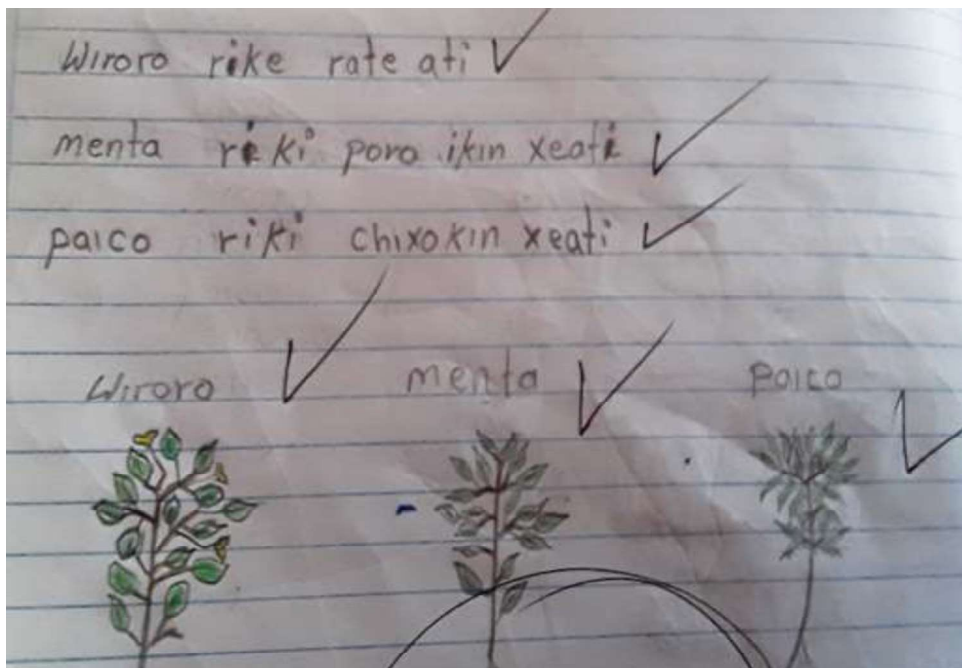 Wiroro rike rate ati
menta riki poro ikin xeati
paico riki chixokin xeati
Wiroro menta paico